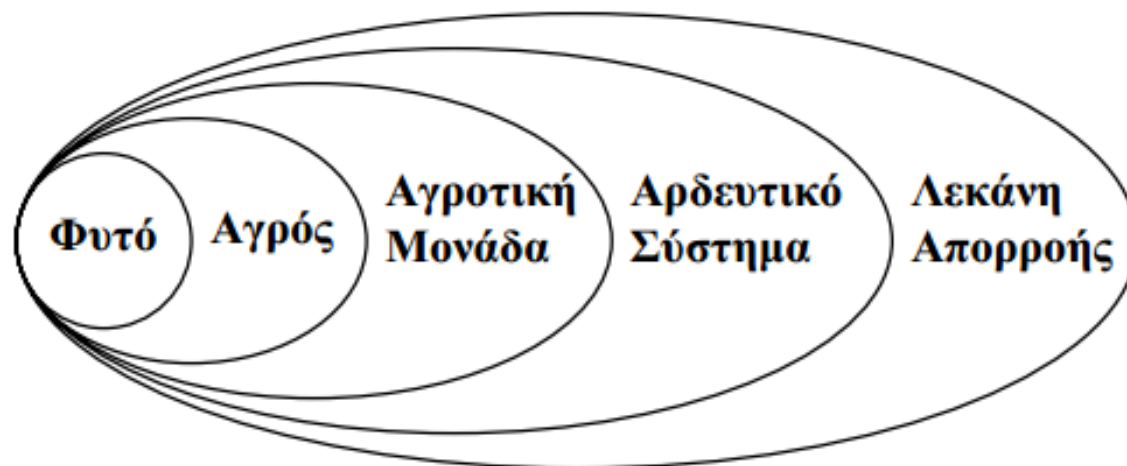 Φυτό
Αγρός
Αγροτική
Μονάδα
Αρδευτικό
Σύστημα
Λεκάνη
Απορροής